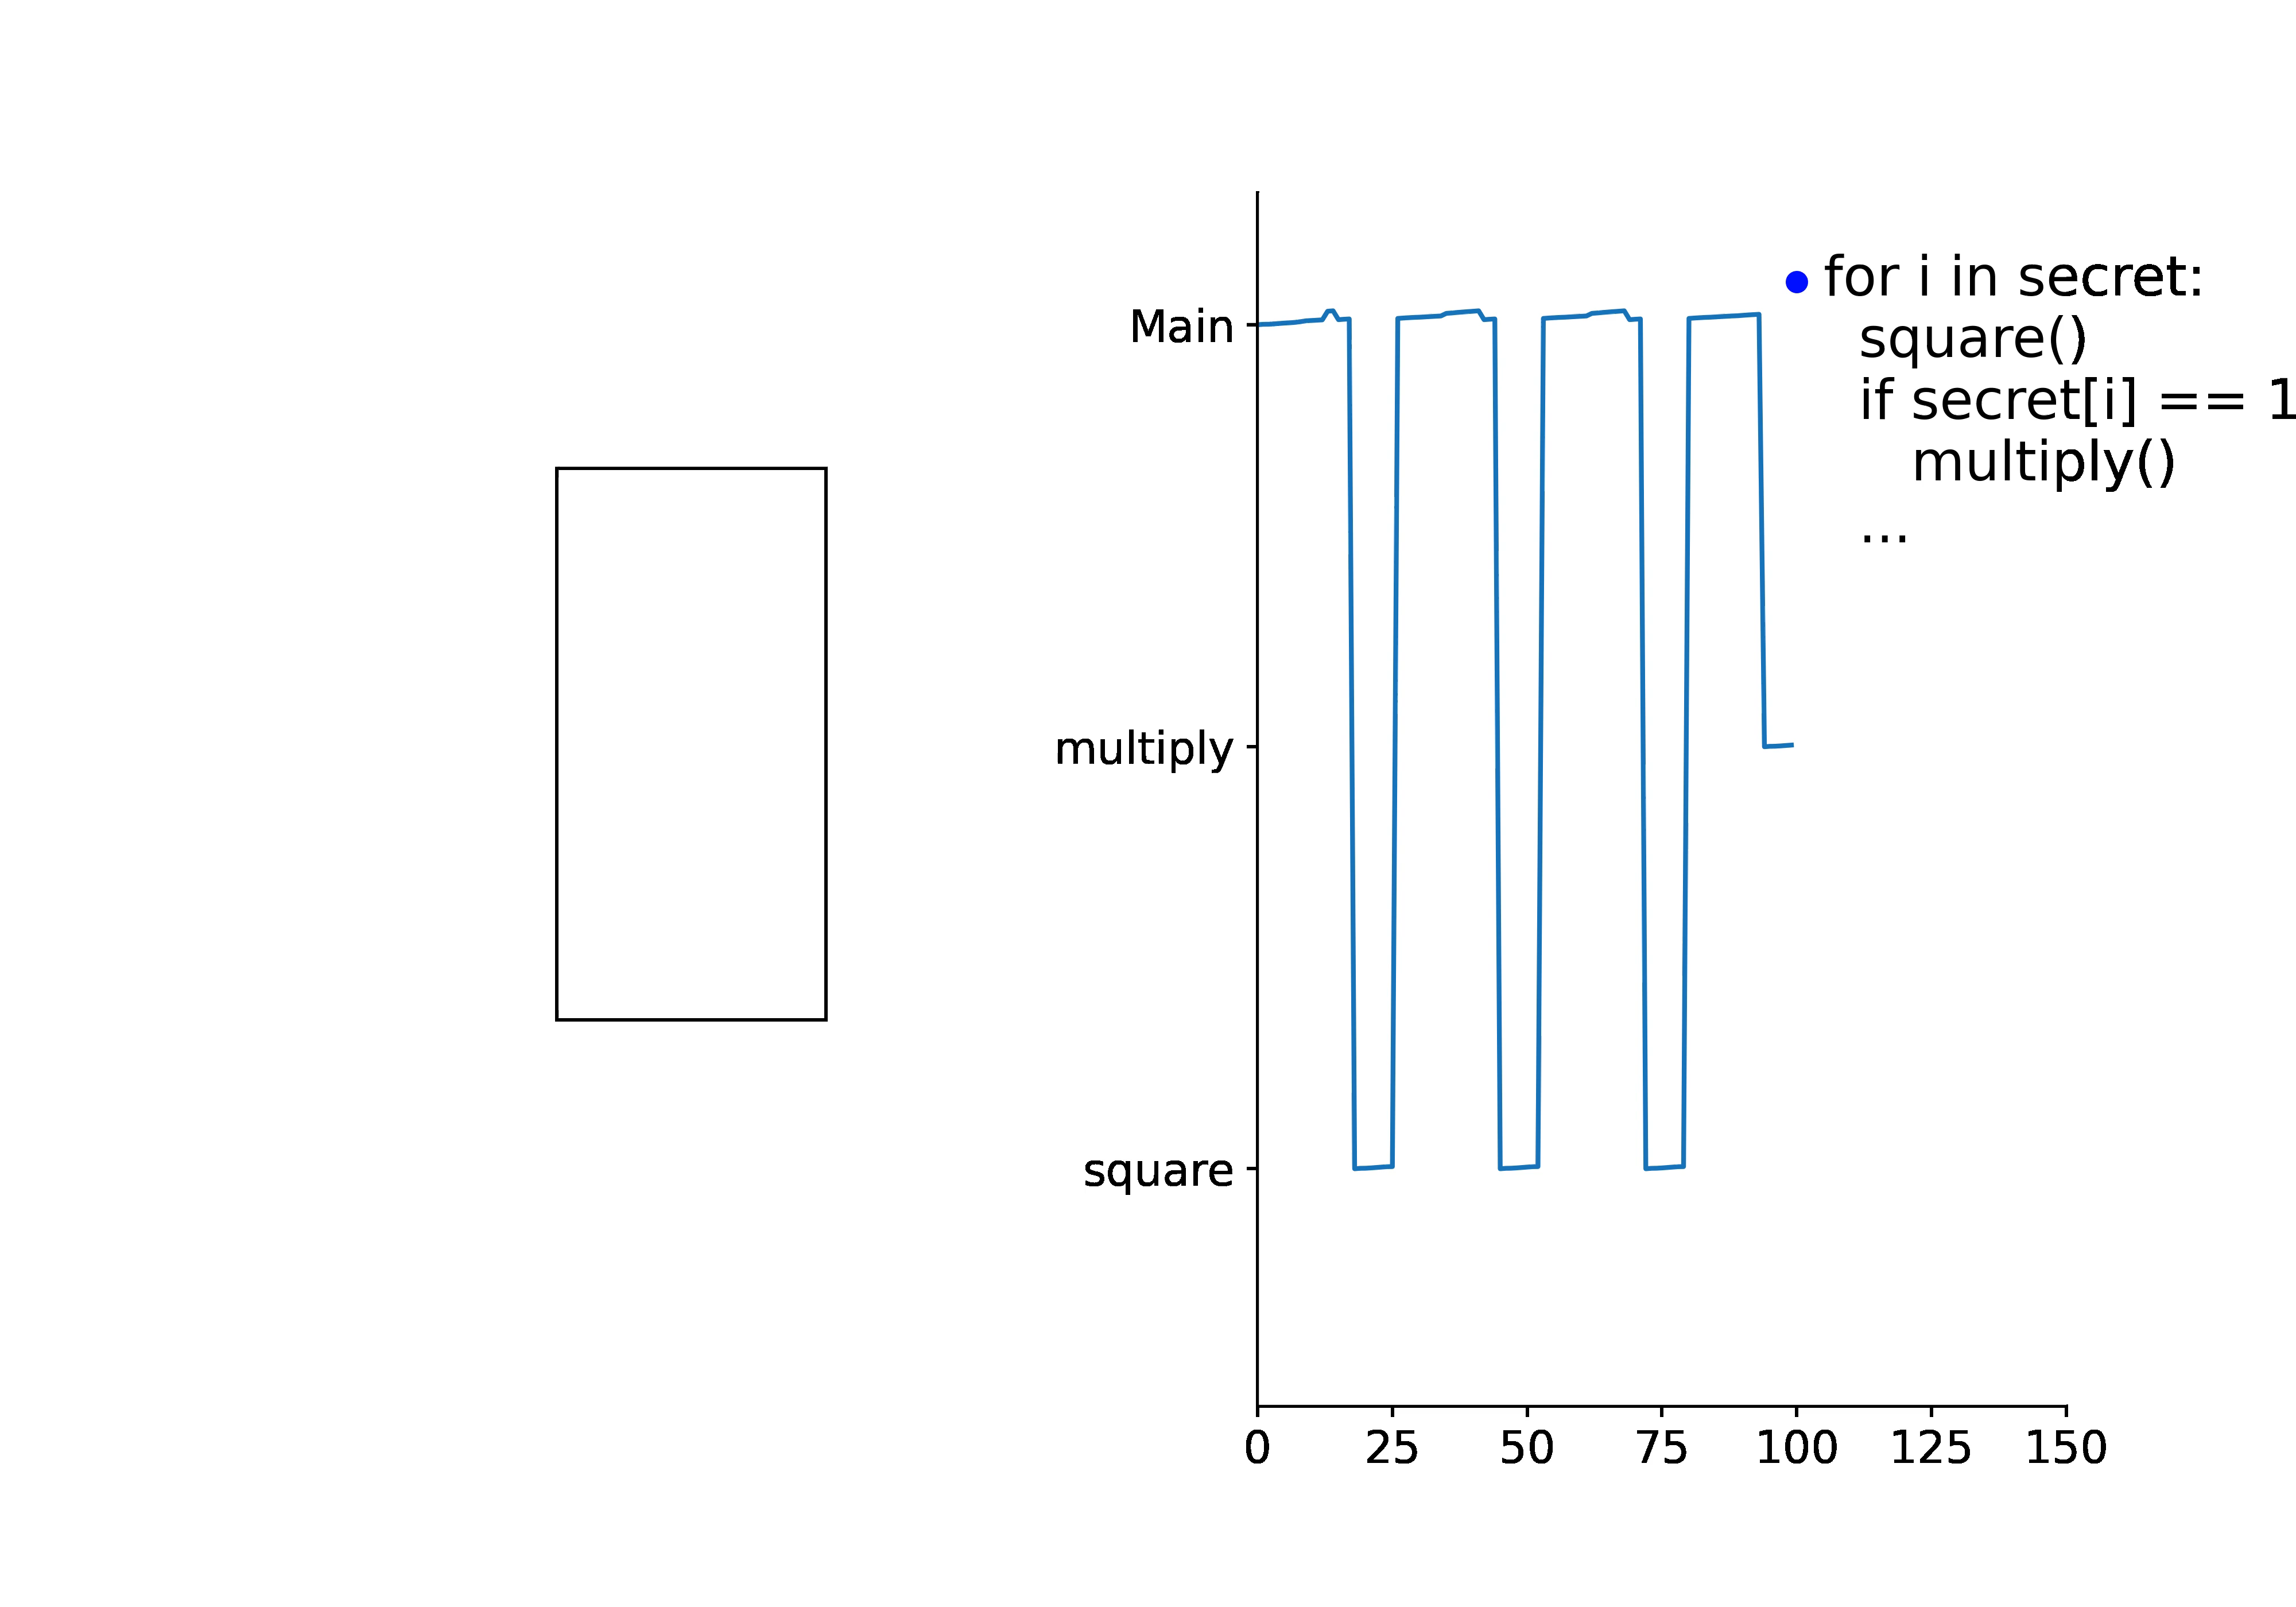 Main
multiply
square
0 25 50 75 100 125 150
for i in secret:
square()
if secret[i] == 1
multiply()
...